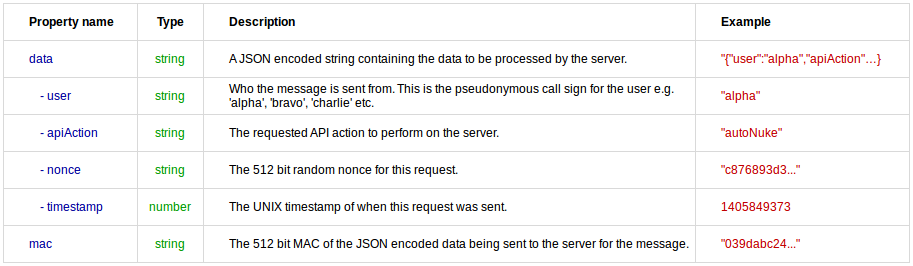 Property name Type Description Example
data string A JSON encoded string containing the data to be processed by the server. "{"user":"alpha","apiAction"...}
- user string Who the message is sent from. This is the pseudonymous call sign for the user e.g. "alpha"
'alpha', 'bravo', 'charlie' etc.
- apiAction string The requested API action to perform on the server. "autoNuke"
- nonce string The 512 bit random nonce for this request. "c876893d3..."
- timestamp number The UNIX timestamp of when this request was sent. 1405849373
mac string The 512 bit MAC of the JSON encoded data being sent to the server for the message. "039dabc24..."